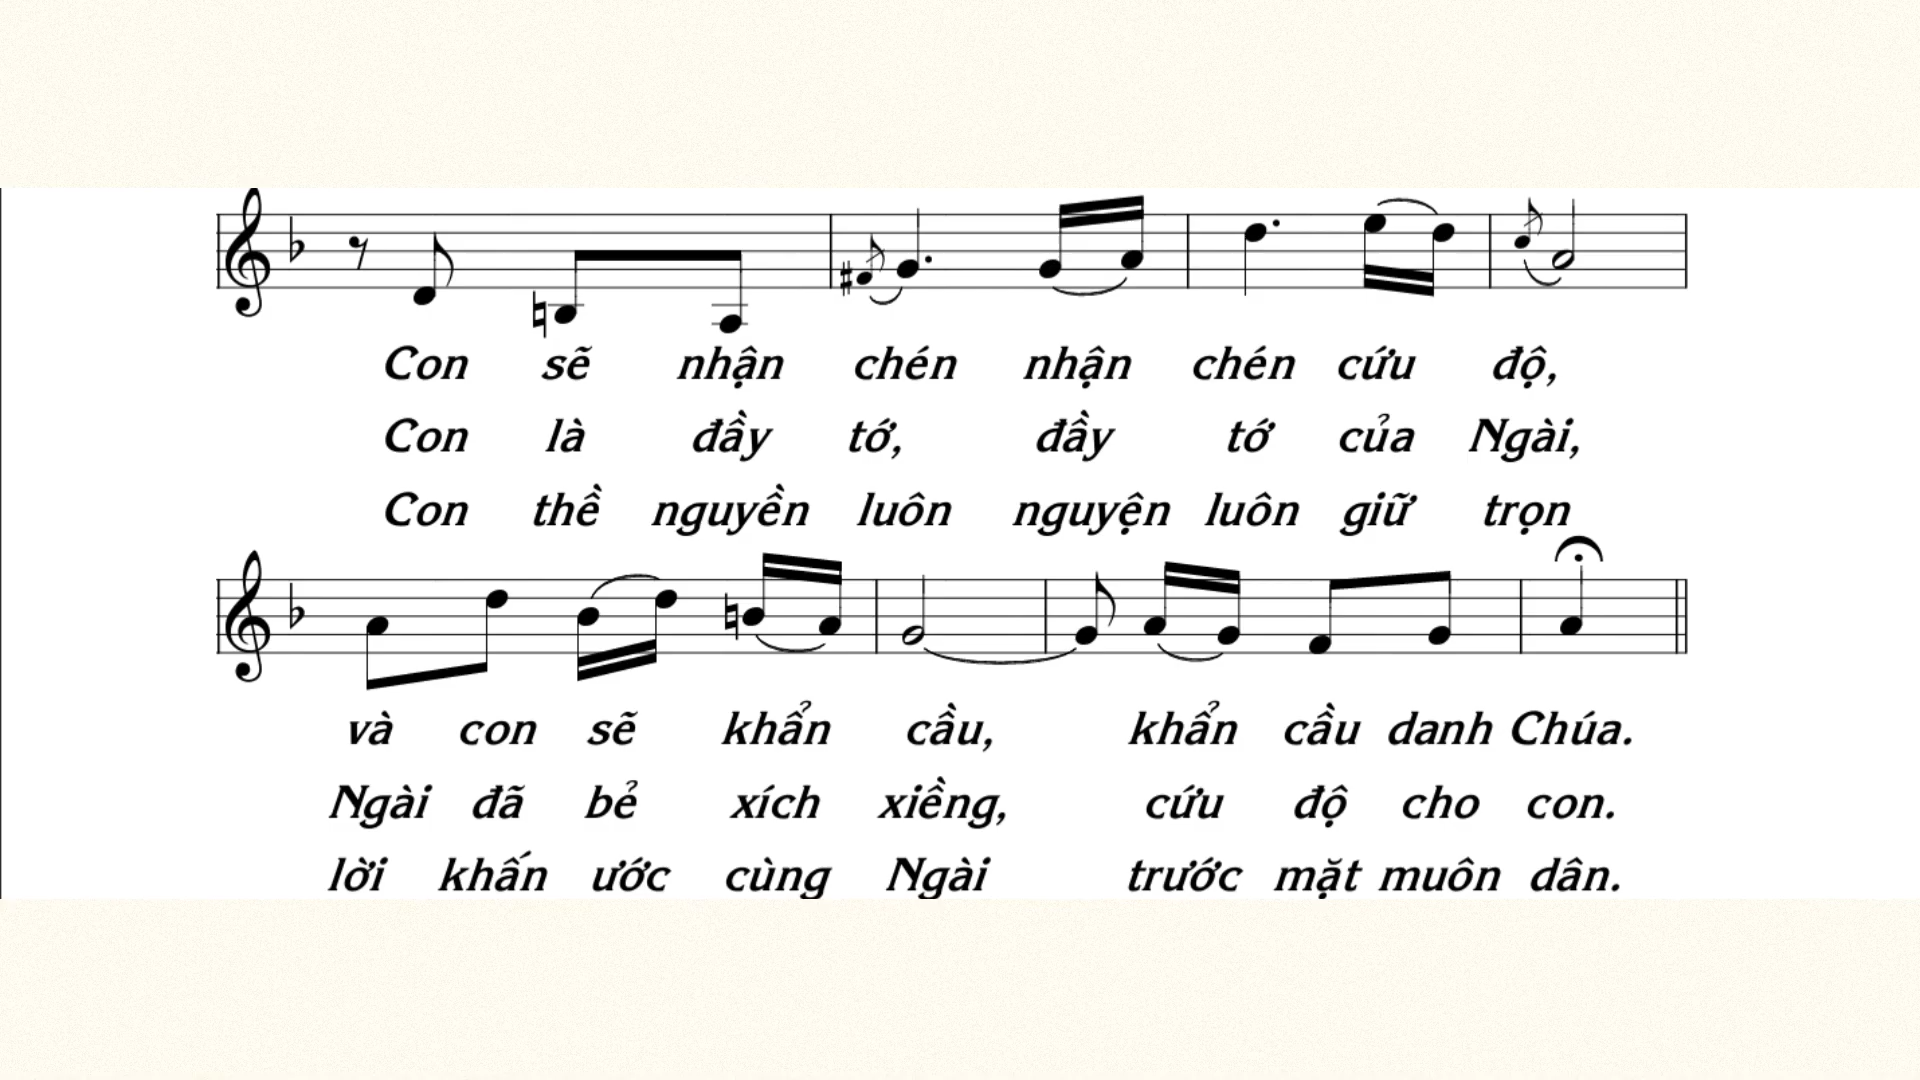 Con sẽ nhận chén nhận chén cứu độ,
Con là đầy tớ, đầy tớ của Ngài,
Con thề nguyền luôn nguyện luôn giữ trọn
và con sẽ khẩn cầu, khẩn cầu danh Chúa.
Ngài đã bẻ xích xiềng, cứu độ cho con.
lời khấn ước cùng Ngài trước mặt muôn dân.